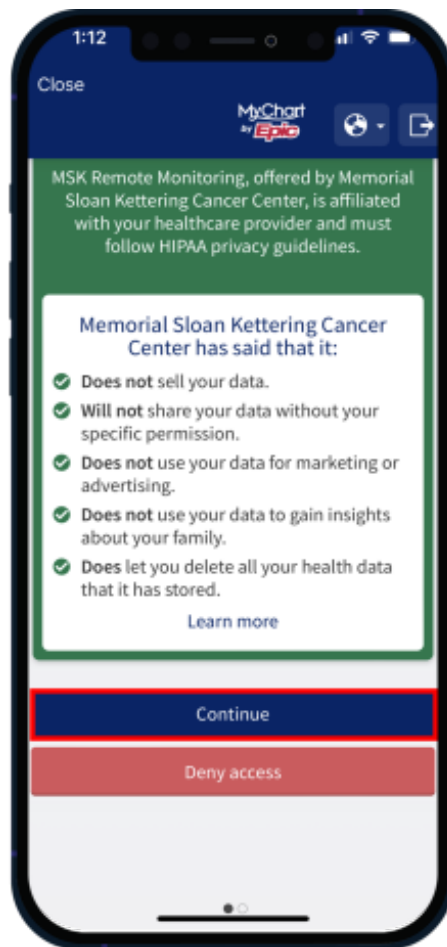 1:12
Close
MyChart
by Epic
MSK Remote Monitoring, offered by Memorial
Sloan Kettering Cancer Center, is affiliated
with your healthcare provider and must
follow HIPAA privacy guidelines.
Memorial Sloan Kettering Cancer
Center has said that it:
Does not sell your data.
Will not share your data without your
specific permission.
Does not use your data for marketing or
advertising.
Does not use your data to gain insights
about your family.
Does let you delete all your health data
that it has stored.
Learn more
Continue
Deny access